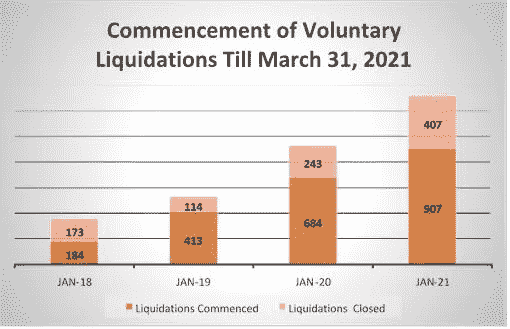 Commencement of Voluntary
Liquidations Till March 31, 2021
407
243
907
114
684
173
413
184
JAN-18 JAN-19 JAN-20 JAN-21
Liquidations Commenced Liquidations Closed